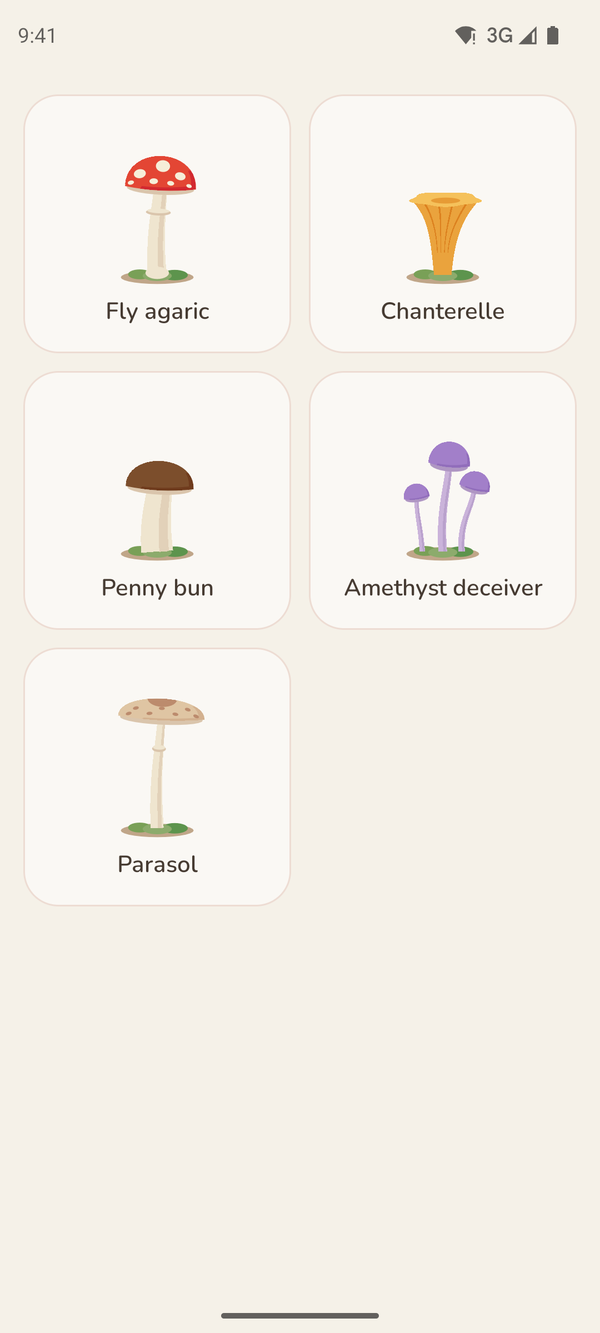 9:41
3G
Fly agaric
Chanterelle
Penny bun
Amethyst deceiver
Parasol